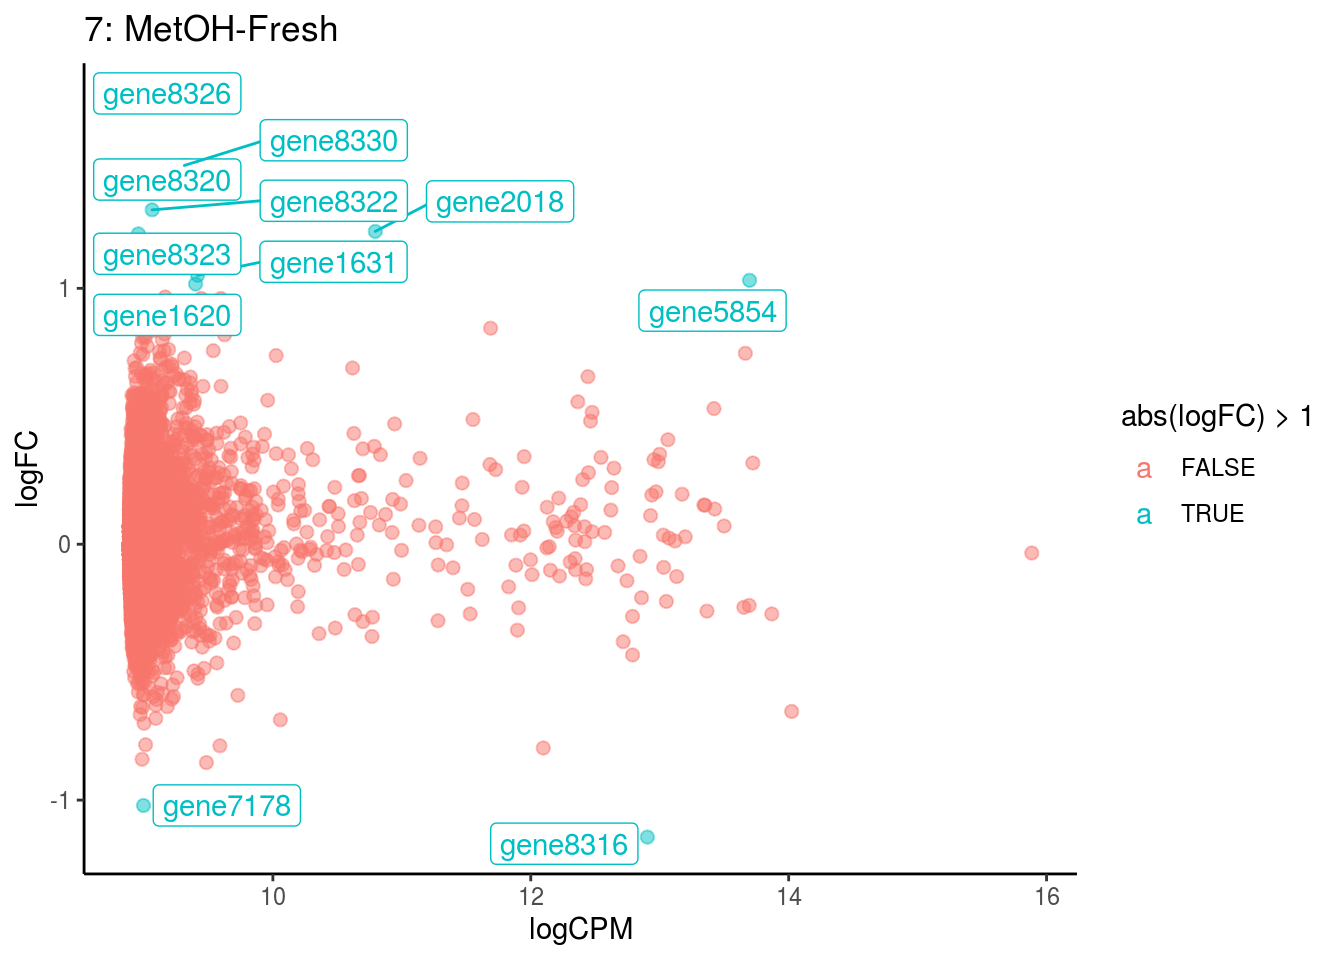 7: MetOH-Fresh
gene8326
gene8330
gene8320
gene8322
gene2018
gene8323
gene1631
gene1620
gene5854
gene7178
gene8316
logFC
1
0
-1
10
12
14
16
logCPM
abs(logFC) > 1
a FALSE
a TRUE